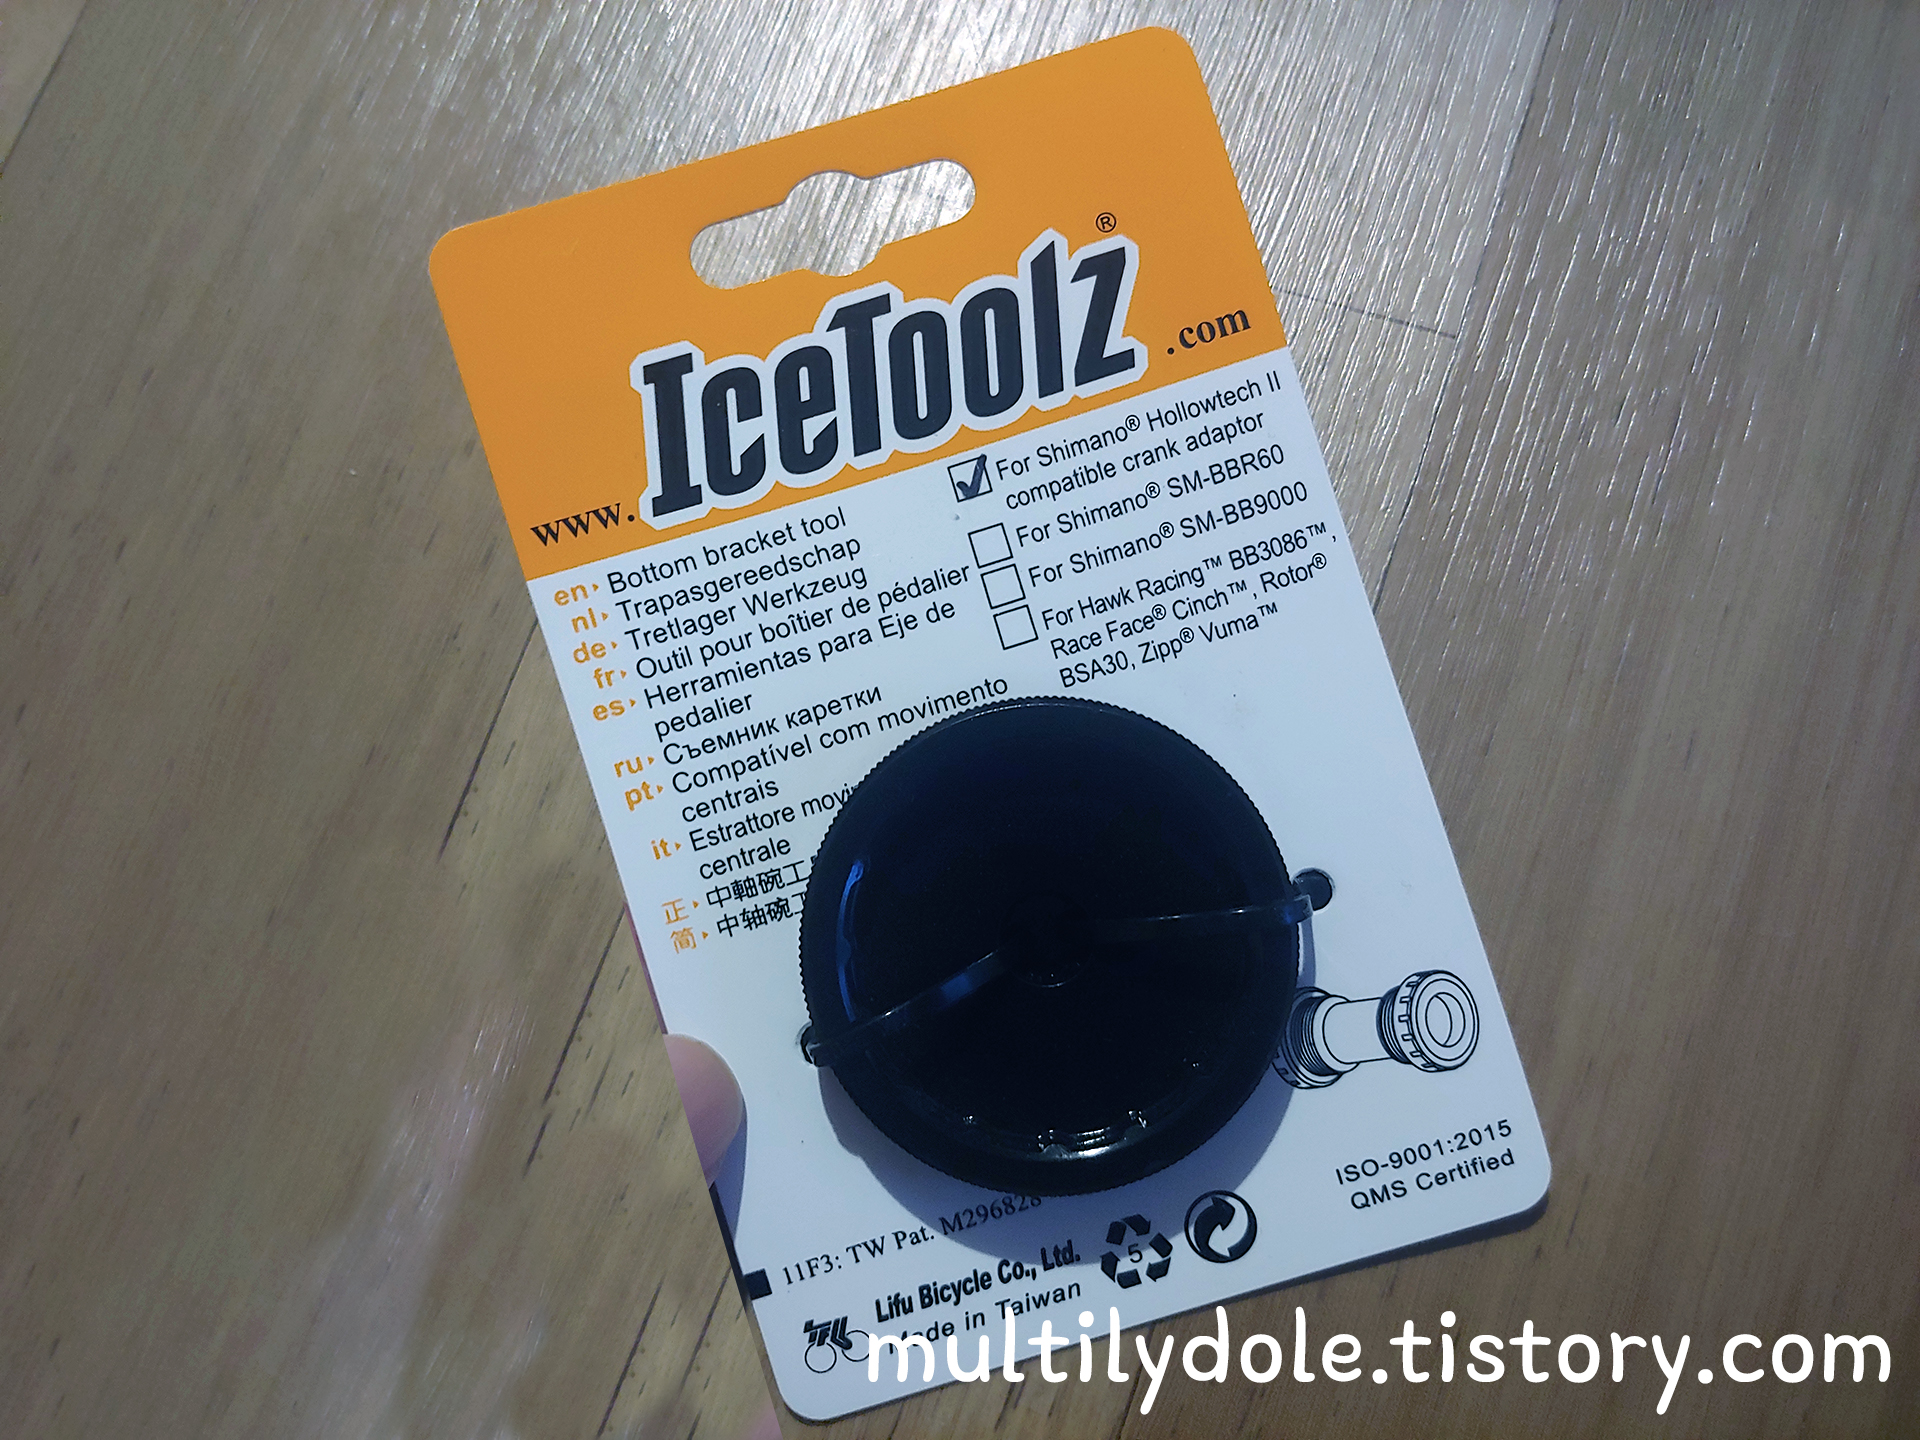 www.IceToolz®.com
en› Bottom bracket tool
nl› Trapasgereedschap
de› Tretlager Werkzeug
fr› Outil pour boîtier de pédalier
es› Herramientas para Eje de
pedalier
ru› Съемник каретки
pt› Compatível com movimento
centrais
it› Estrattore
centrale
正› 中軸碗工
简› 中轴碗
For Shimano® Hollowtech II
compatible crank adaptor
For Shimano® SM-BBR60
For Shimano® SM-BB9000
For Hawk Racing™ BB3086™,
Race Face® Cinch™, Rotor®
BSA30, Zipp® Vuma™
ISO-9001:2015
QMS Certified
11F3: TW Pat. M296828
5
Lifu Bicycle Co., Ltd.
Made in Taiwan
multilydole.tistory.com